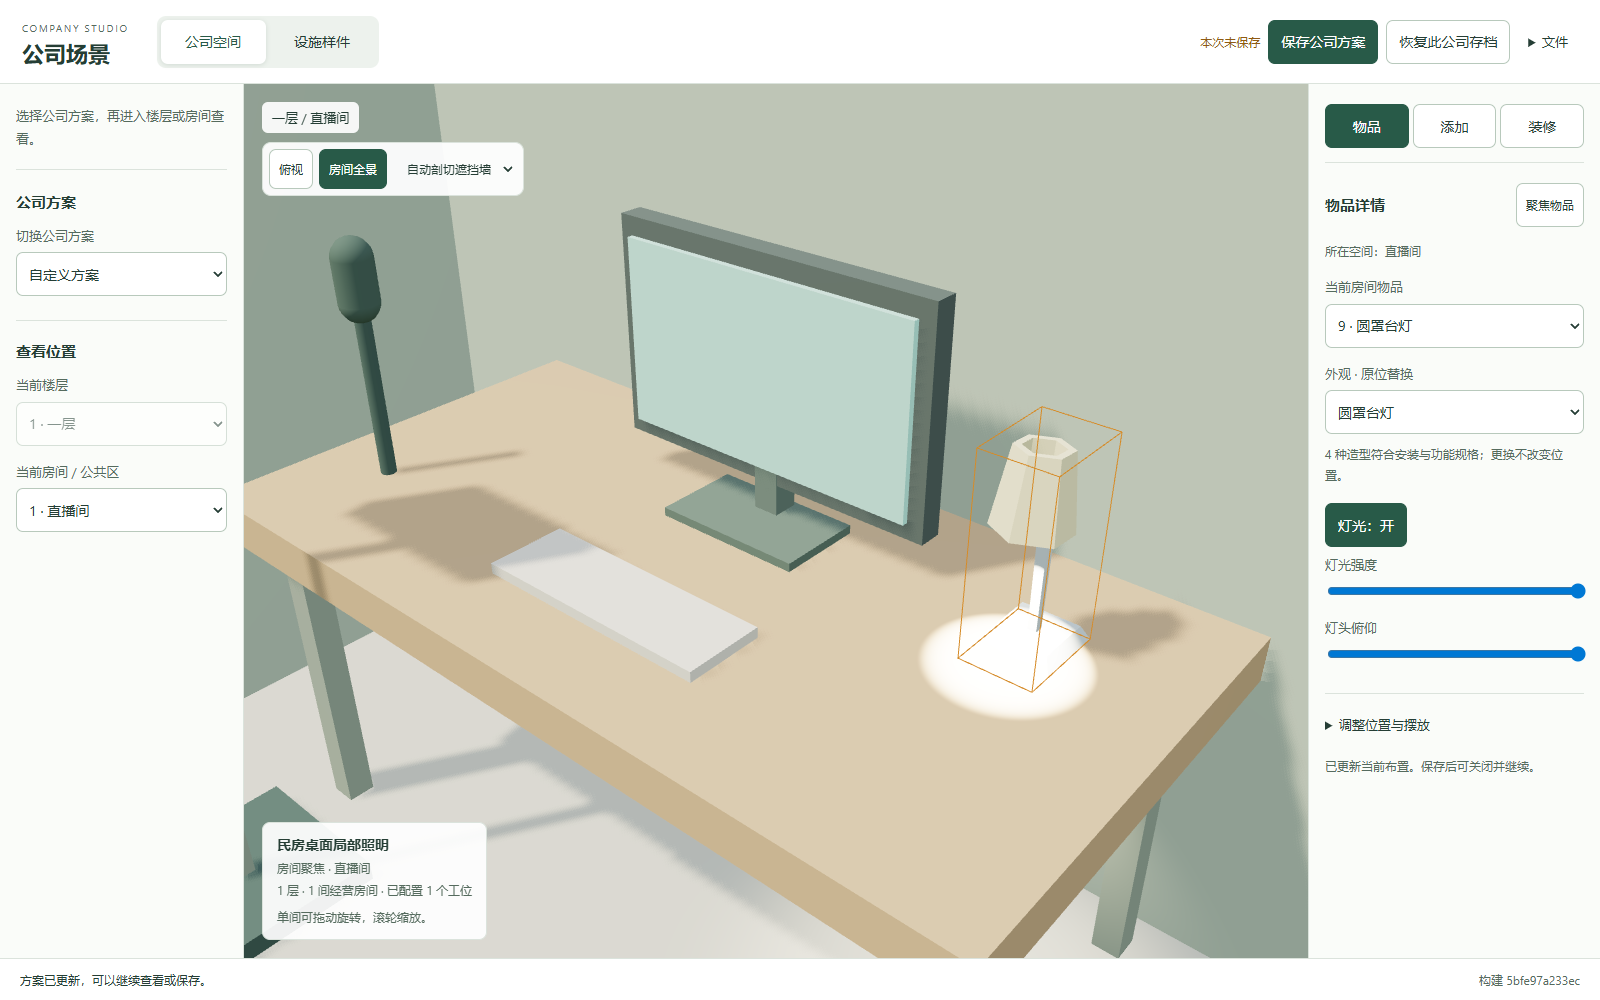 COMPANY STUDIO
公司场景
公司空间
设施样件
本次未保存
保存公司方案
恢复此公司存档
文件
选择公司方案，再进入楼层或房间查
看。
公司方案
切换公司方案
自定义方案
查看位置
当前楼层
1 · 一层
当前房间 / 公共区
1 · 直播间
一层 / 直播间
俯视
房间全景
自动剖切遮挡墙
民房桌面局部照明
房间聚焦 · 直播间
1 层 · 1 间经营房间 · 已配置 1 个工位
单间可拖动旋转，滚轮缩放。
物品
添加
装修
物品详情
聚焦物品
所在空间：直播间
当前房间物品
9 · 圆罩台灯
外观 · 原位替换
圆罩台灯
4 种造型符合安装与功能规格；更换不改变位
置。
灯光：开
灯光强度
灯头俯仰
调整位置与摆放
已更新当前布置。保存后可关闭并继续。
方案已更新，可以继续查看或保存。
构建 5bfe97a233ec